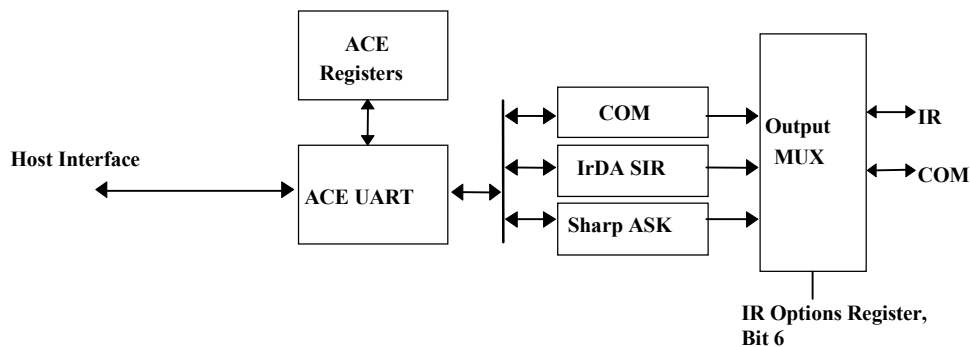 ACE
Registers
Host Interface
ACE UART
COM
IrDA SIR
Sharp ASK
Output
MUX
IR
COM
IR Options Register,
Bit 6